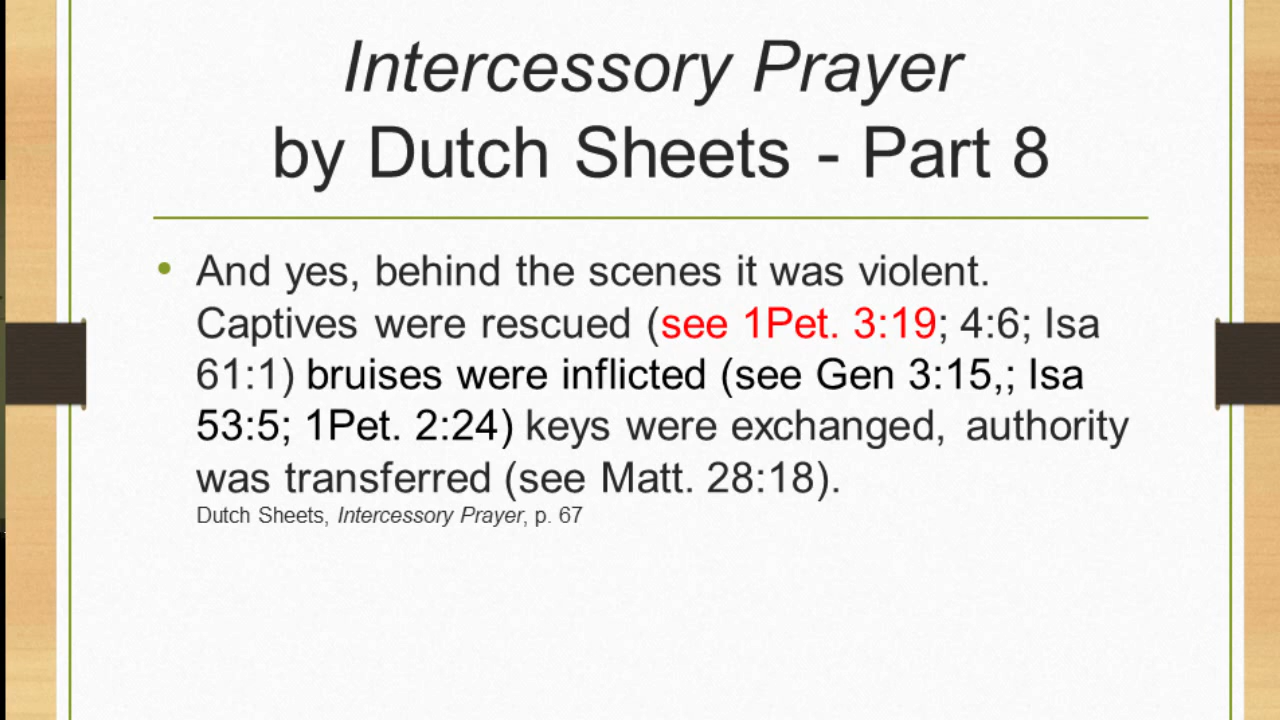 Intercessory Prayer
by Dutch Sheets - Part 8
• And yes, behind the scenes it was violent.
Captives were rescued (see 1Pet. 3:19; 4:6; Isa
61:1) bruises were inflicted (see Gen 3:15,; Isa
53:5; 1Pet. 2:24) keys were exchanged, authority
was transferred (see Matt. 28:18).
Dutch Sheets, Intercessory Prayer, p. 67